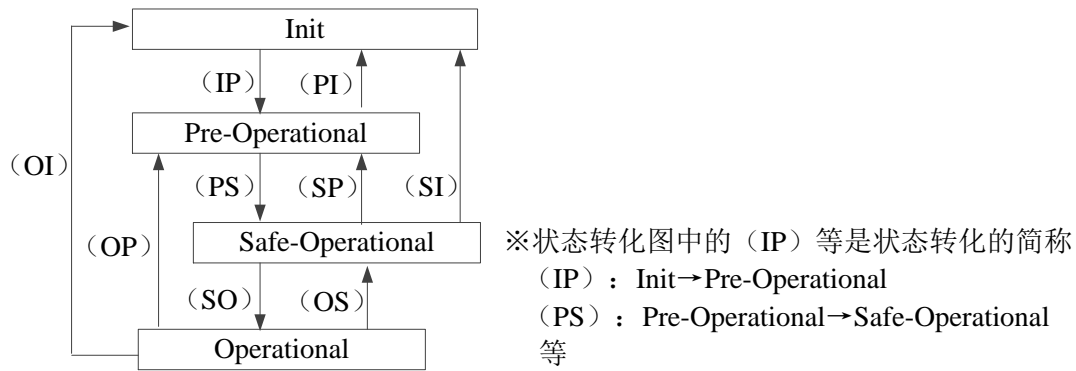 Init
（IP）
（PI）
Pre-Operational
（OI）
（PS）
（SP）
（SI）
（OP）
Safe-Operational
（SO）
（OS）
Operational
※状态转化图中的（IP）等是状态转化的简称
（IP）：Init→Pre-Operational
（PS）：Pre-Operational→Safe-Operational
等